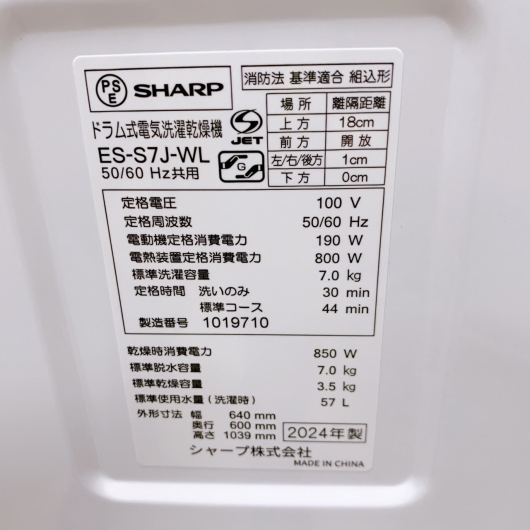 PSE SHARP 消防法 基準適合 組込形
ドラム式電気洗濯乾燥機 S JET
ES-S7J-WL
50/60 Hz共用 G
場所 離隔距離
上方 18cm
前方 開放
左/右/後方 1cm
下方 0cm
定格電圧 100 V
定格周波数 50/60 Hz
電動機定格消費電力 190 W
電熱装置定格消費電力 800 W
標準洗濯容量 7.0 kg
定格時間 洗いのみ 30 min
標準コース 44 min
製造番号 1019710
乾燥時消費電力 850 W
標準脱水容量 7.0 kg
標準乾燥容量 3.5 kg
標準使用水量(洗濯時) 57 L
外形寸法 幅 640 mm
奥行 600 mm
高さ 1039 mm 2024年製
シャープ株式会社
MADE IN CHINA